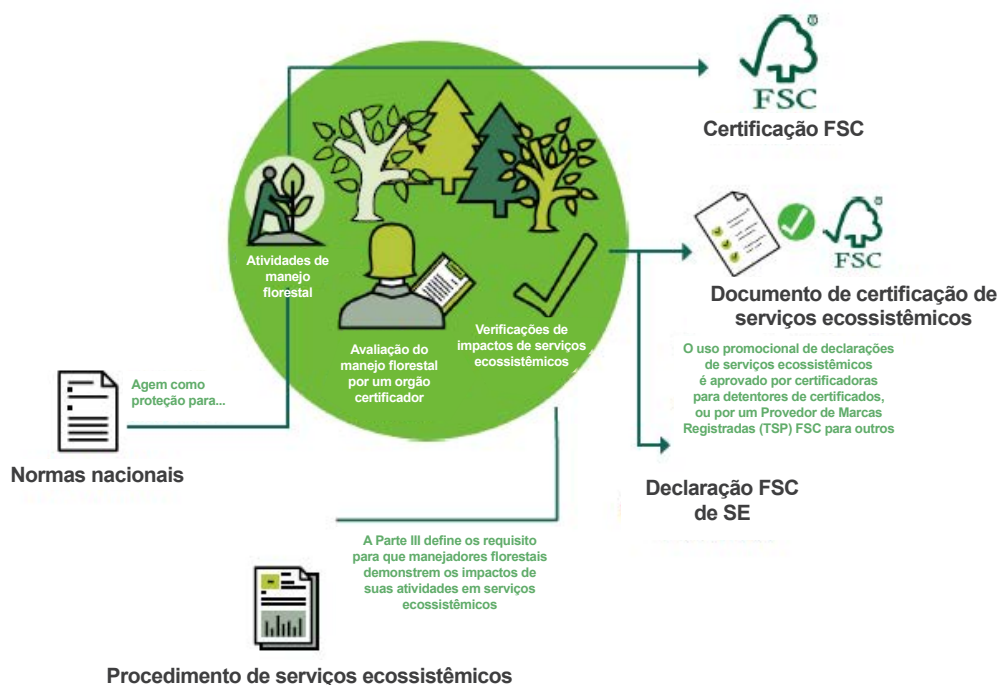 FSC
Certificação FSC
Atividades de
manejo
florestal
FSC
Documento de certificação de
serviços ecossistêmicos
Avaliação do
manejo florestal
por um orgão
certificador
Verificações de
impactos de serviços
ecossistêmicos
O uso promocional de declarações
de serviços ecossistêmicos
é aprovado por certificadoras
para detentores de certificados,
ou por um Provedor de Marcas
Registradas (TSP) FSC para outros
Agem como
proteção para...
Normas nacionais
Declaração FSC
de SE
A Parte III define os requisito
para que manejadores florestais
demonstrem os impactos de
suas atividades em serviços
ecossistêmicos
Procedimento de serviços ecossistêmicos